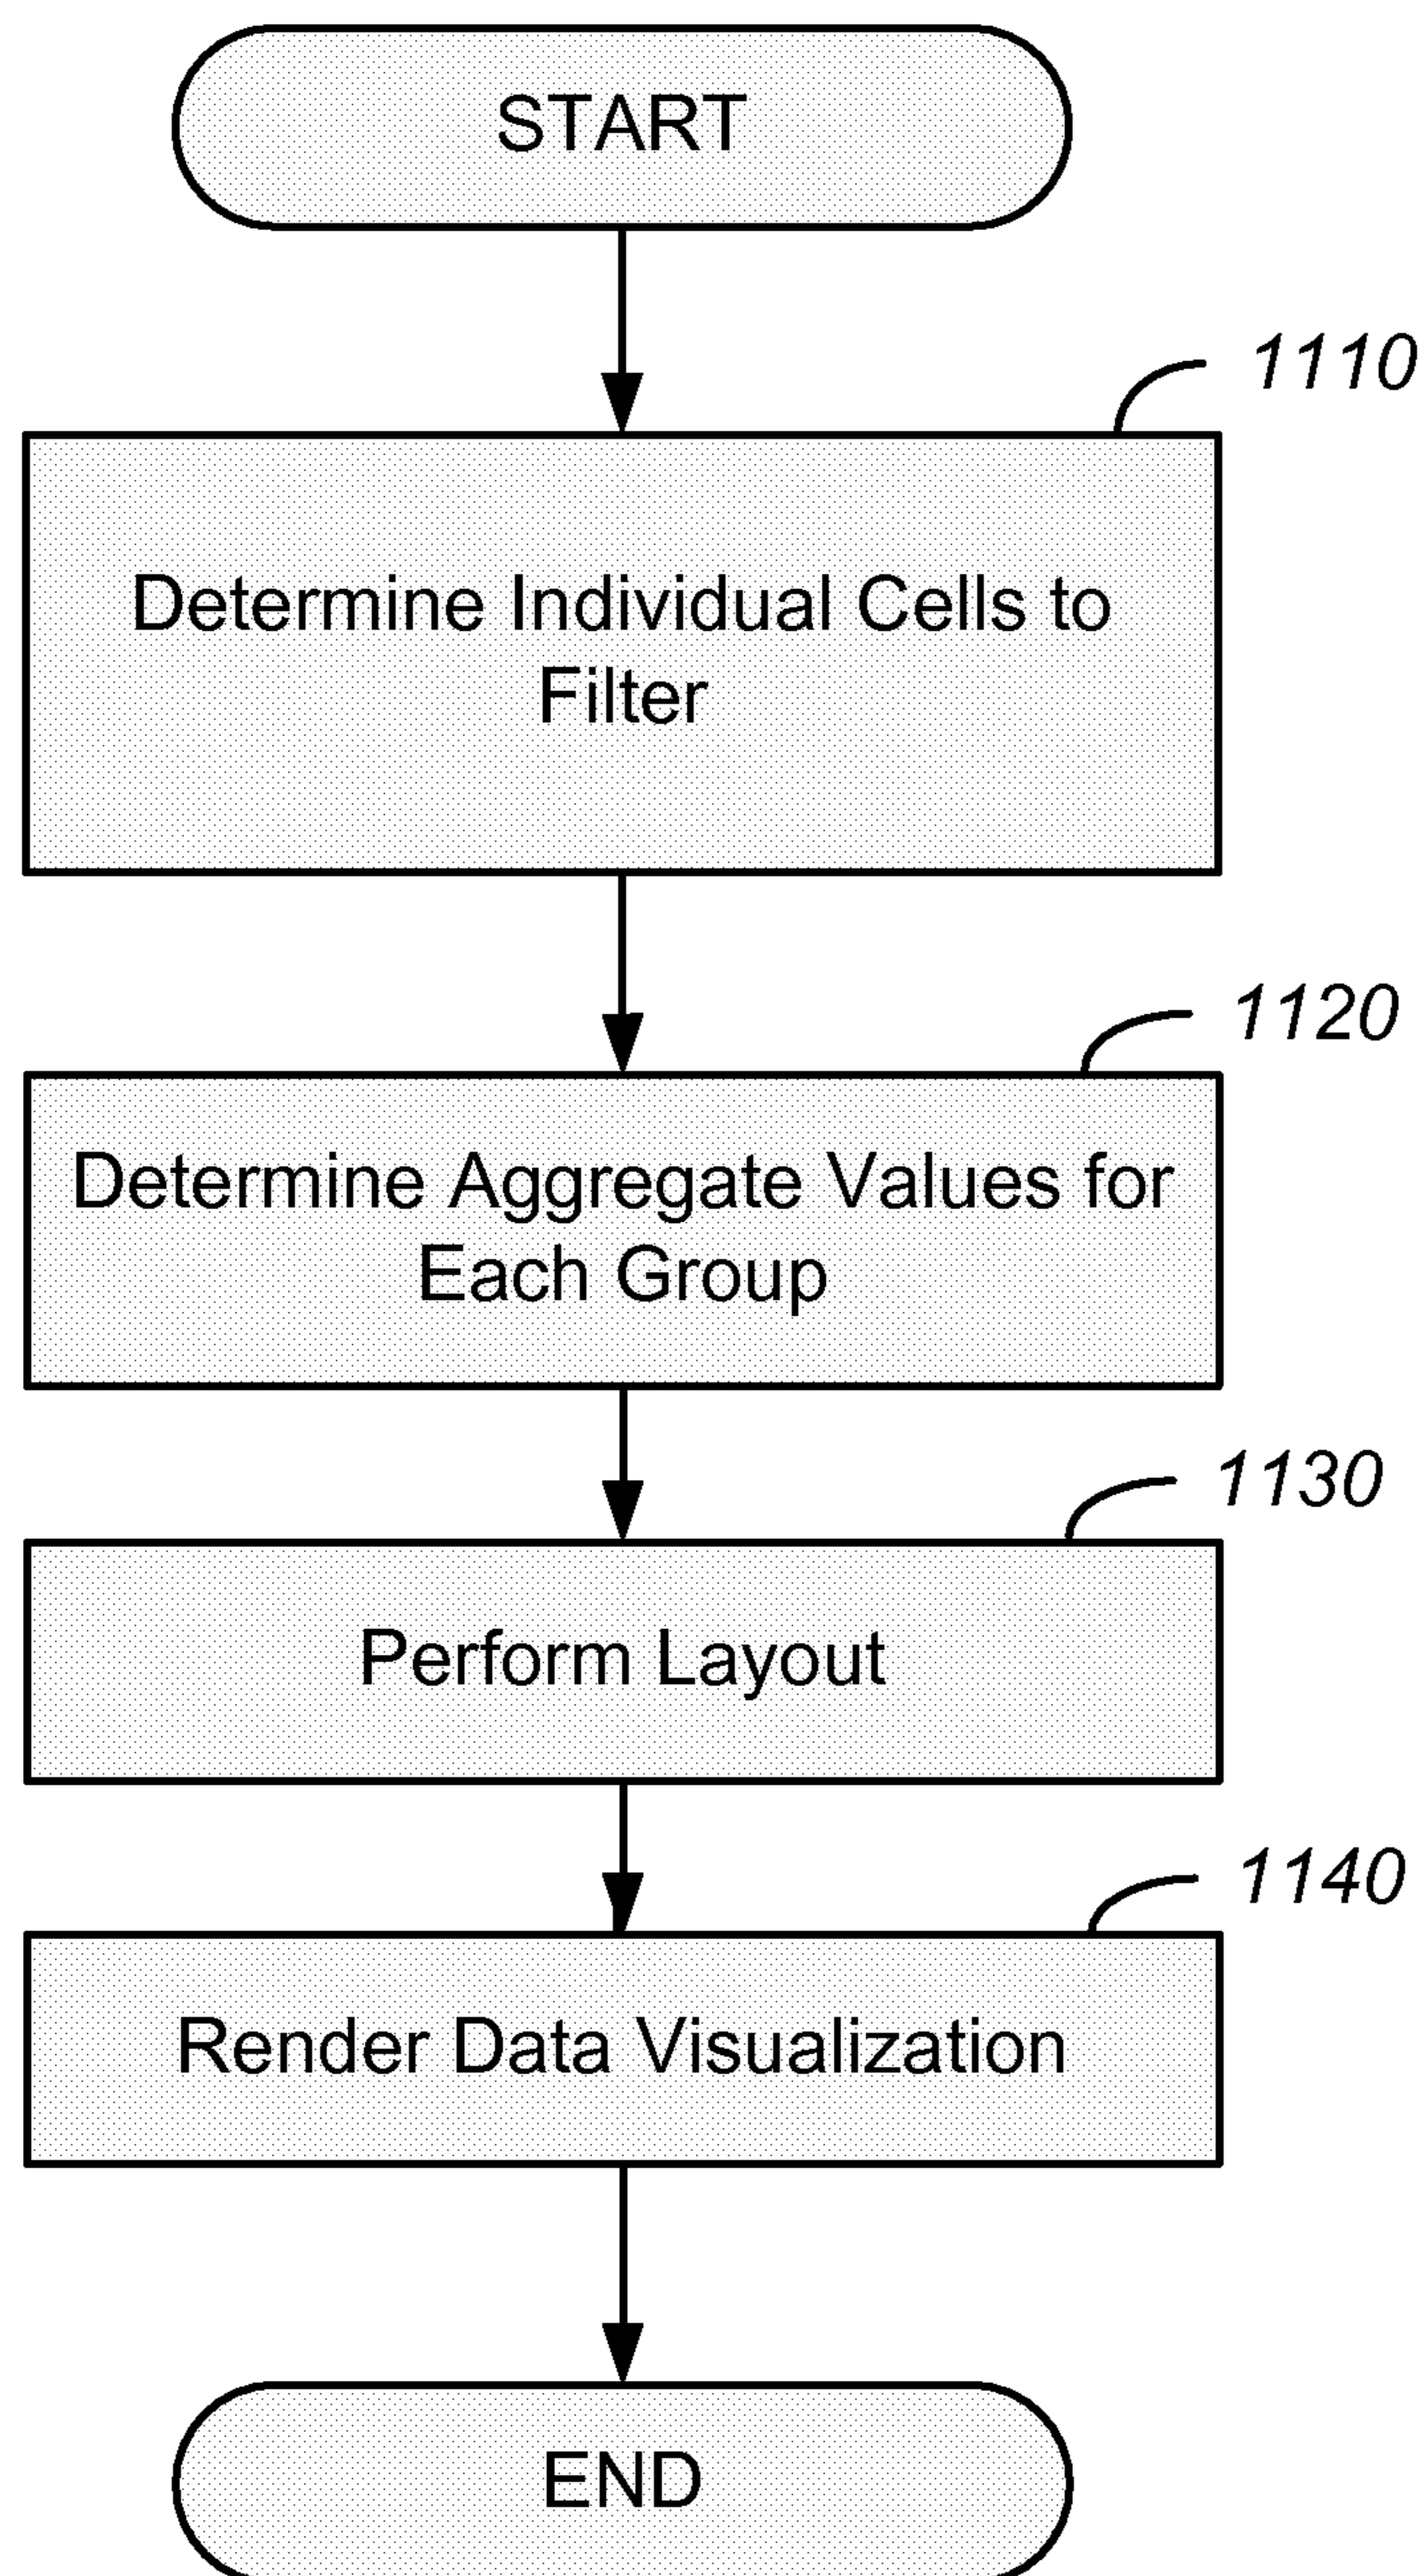 START
1110
Determine Individual Cells to
Filter
1120
Determine Aggregate Values for
Each Group
1130
Perform Layout
1140
Render Data Visualization
END